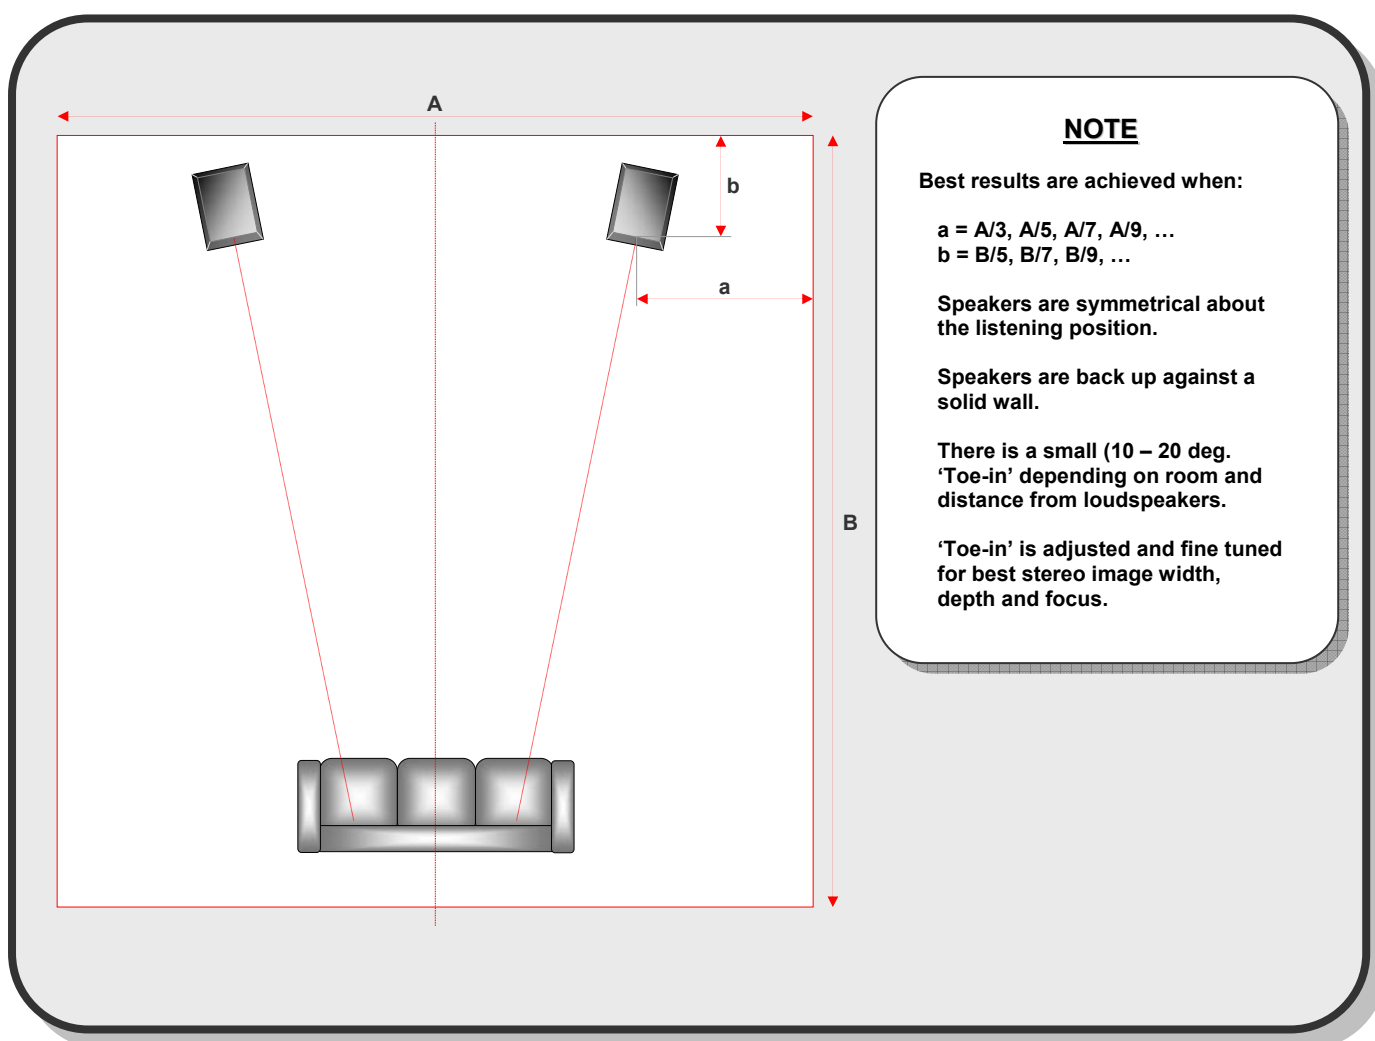 A
b
a
B
NOTE
Best results are achieved when:
a = A/3, A/5, A/7, A/9, …
b = B/5, B/7, B/9, …
Speakers are symmetrical about
the listening position.
Speakers are back up against a
solid wall.
There is a small (10 – 20 deg.
‘Toe-in’ depending on room and
distance from loudspeakers.
‘Toe-in’ is adjusted and fine tuned
for best stereo image width,
depth and focus.